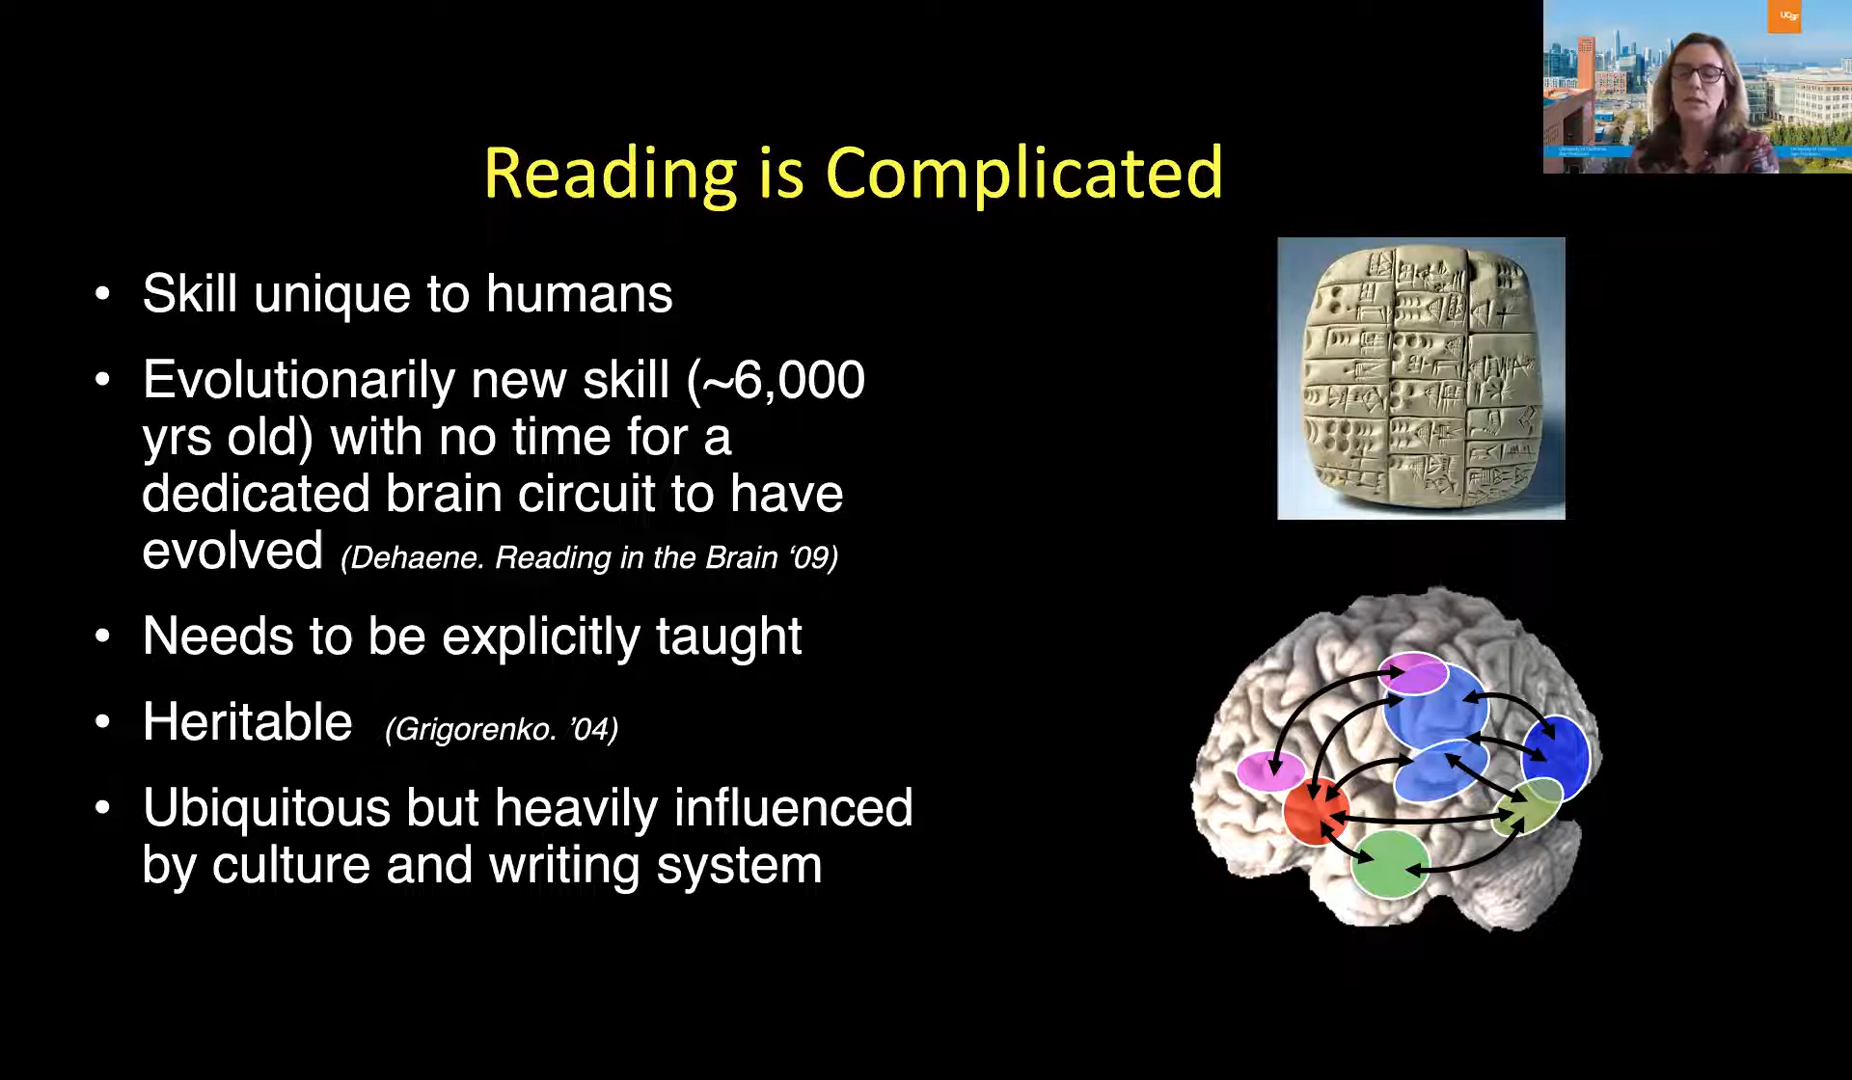 UCSF
Reading is Complicated
• Skill unique to humans
• Evolutionarily new skill (~6,000
yrs old) with no time for a
dedicated brain circuit to have
evolved (Dehaene. Reading in the Brain ‘09)
• Needs to be explicitly taught
• Heritable (Grigorenko. ’04)
• Ubiquitous but heavily influenced
by culture and writing system